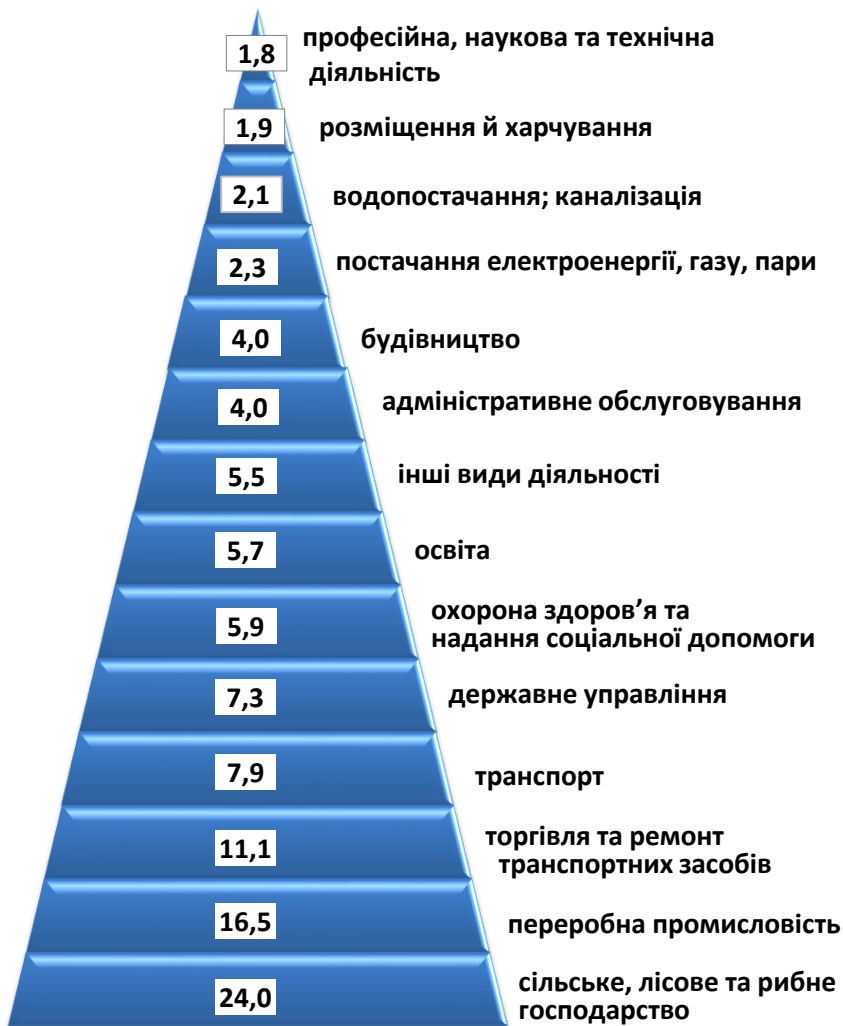 1,8 професійна, наукова та технічна
діяльність
1,9 розміщення й харчування
2,1 водопостачання; каналізація
2,3 постачання електроенергії, газу, пари
4,0 будівництво
4,0 адміністративне обслуговування
5,5 інші види діяльності
5,7 освіта
5,9 охорона здоров’я та
надання соціальної допомоги
7,3 державне управління
7,9 транспорт
11,1 торгівля та ремонт
транспортних засобів
16,5 переробна промисловість
24,0 сільське, лісове та рибне
господарство